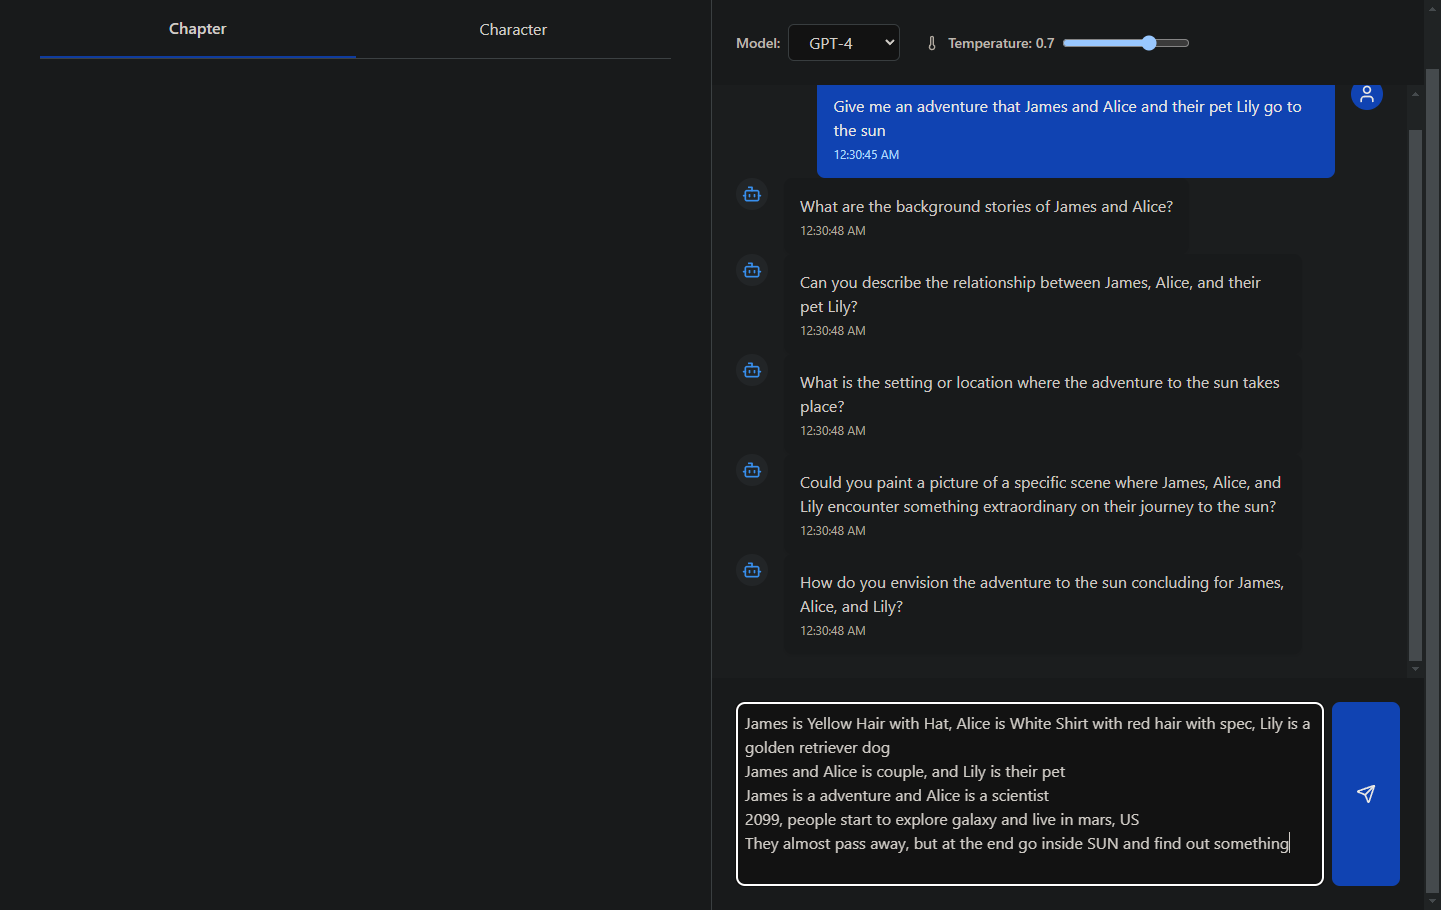 Chapter
Character
Model:
GPT-4
Temperature: 0.7
Give me an adventure that James and Alice and their pet Lily go to
the sun
12:30:45 AM
What are the background stories of James and Alice?
12:30:48 AM
Can you describe the relationship between James, Alice, and their
pet Lily?
12:30:48 AM
What is the setting or location where the adventure to the sun takes
place?
12:30:48 AM
Could you paint a picture of a specific scene where James, Alice, and
Lily encounter something extraordinary on their journey to the sun?
12:30:48 AM
How do you envision the adventure to the sun concluding for James,
Alice, and Lily?
12:30:48 AM
James is Yellow Hair with Hat, Alice is White Shirt with red hair with spec, Lily is a
golden retriever dog
James and Alice is couple, and Lily is their pet
James is a adventure and Alice is a scientist
2099, people start to explore galaxy and live in mars, US
They almost pass away, but at the end go inside SUN and find out something